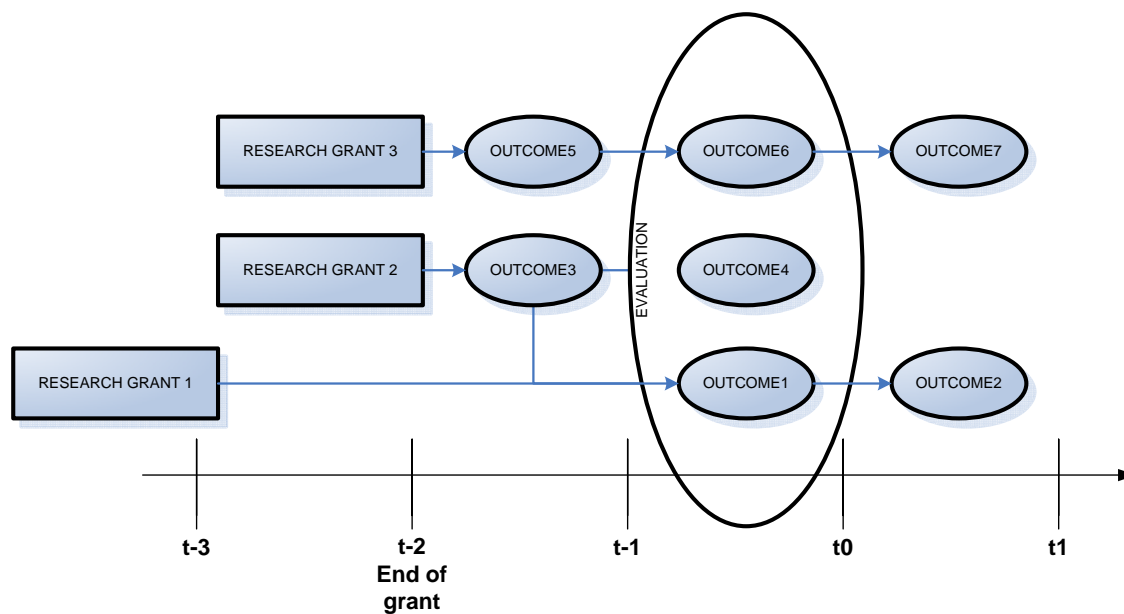 RESEARCH GRANT 3
OUTCOME5
OUTCOME6
OUTCOME7
RESEARCH GRANT 2
OUTCOME3
EVALUATION
OUTCOME4
RESEARCH GRANT 1
OUTCOME1
OUTCOME2
t-3
t-2
End of
grant
t-1
t0
t1